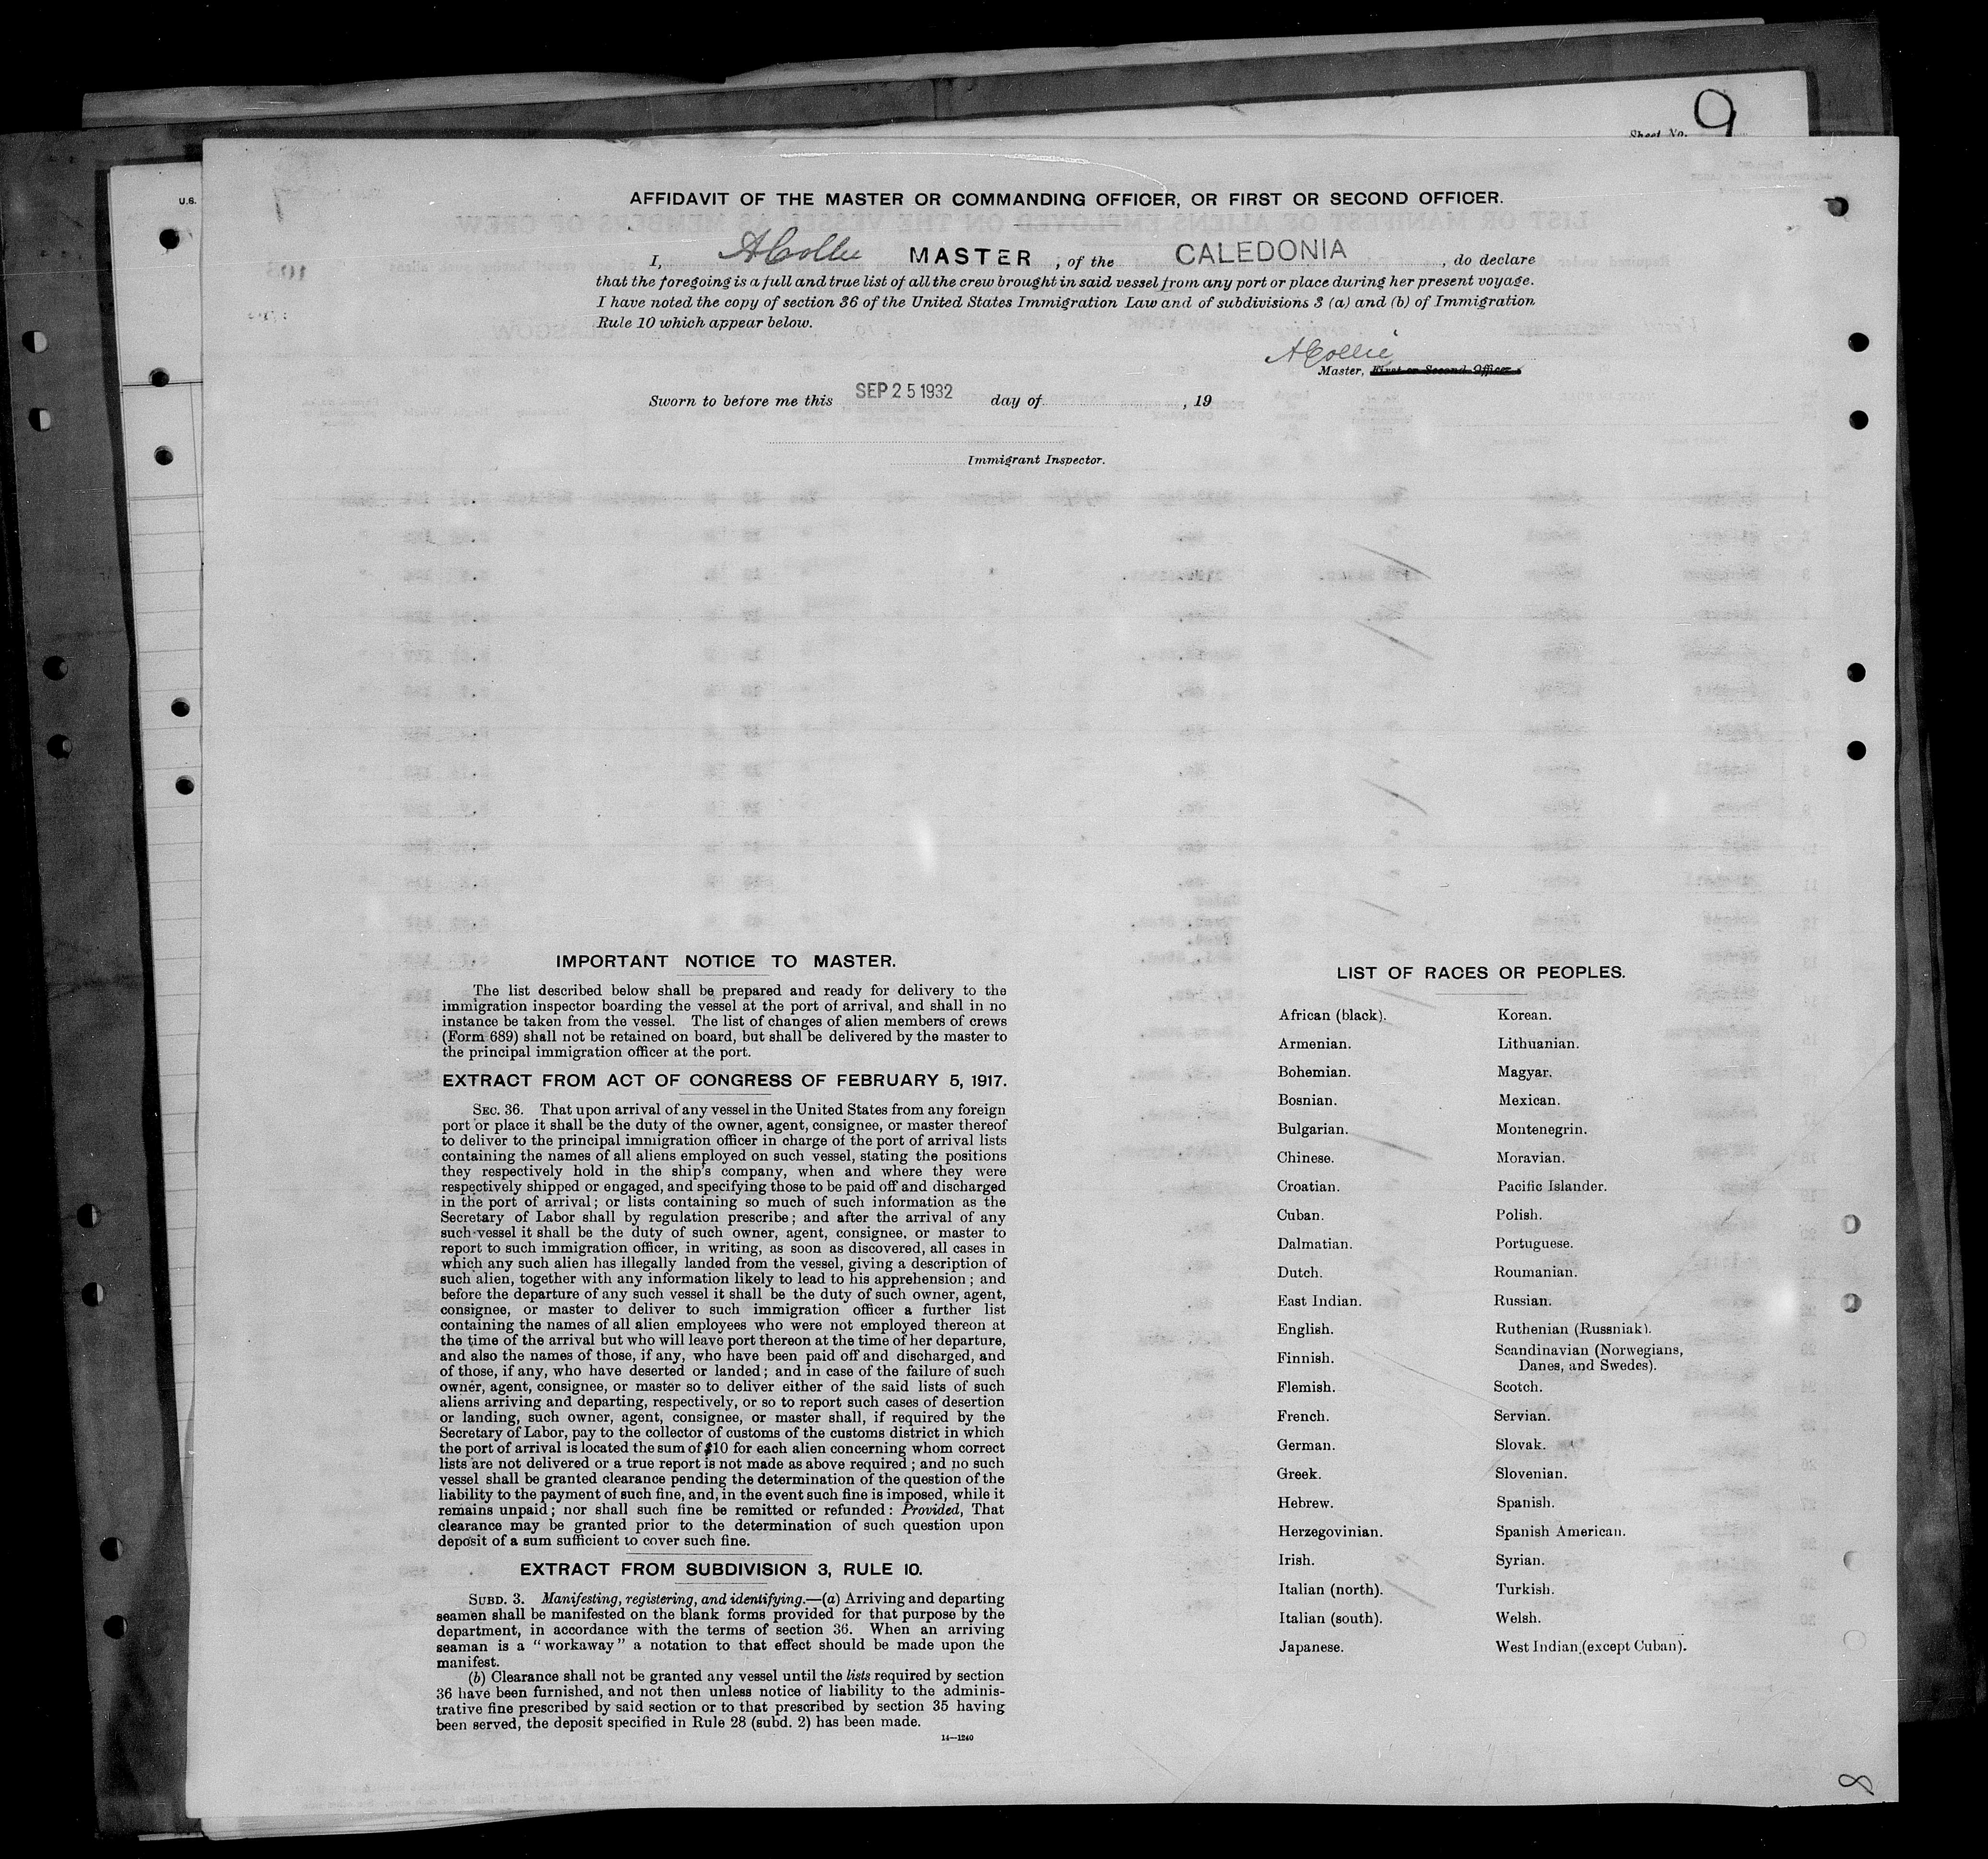 Sheet No. 9
U.S.
AFFIDAVIT OF THE MASTER OR COMMANDING OFFICER, OR FIRST OR SECOND OFFICER.
I, A Collie MASTER, of the CALEDONIA, do declare
that the foregoing is a full and true list of all the crew brought in said vessel from any port or place during her present voyage.
I have noted the copy of section 36 of the United States Immigration Law and of subdivisions 3 (a) and (b) of Immigration
Rule 10 which appear below.
A Collie
Master, First or Second Officer.
Sworn to before me this SEP 25 1932 day of , 19
Immigrant Inspector.
IMPORTANT NOTICE TO MASTER.
The list described below shall be prepared and ready for delivery to the
immigration inspector boarding the vessel at the port of arrival, and shall in no
instance be taken from the vessel. The list of changes of alien members of crews
(Form 689) shall not be retained on board, but shall be delivered by the master to
the principal immigration officer at the port.
EXTRACT FROM ACT OF CONGRESS OF FEBRUARY 5, 1917.
SEC. 36. That upon arrival of any vessel in the United States from any foreign
port or place it shall be the duty of the owner, agent, consignee, or master thereof
to deliver to the principal immigration officer in charge of the port of arrival lists
containing the names of all aliens employed on such vessel, stating the positions
they respectively hold in the ship's company, when and where they were
respectively shipped or engaged, and specifying those to be paid off and discharged
in the port of arrival; or lists containing so much of such information as the
Secretary of Labor shall by regulation prescribe; and after the arrival of any
such vessel it shall be the duty of such owner, agent, consignee, or master to
report to such immigration officer, in writing, as soon as discovered, all cases in
which any such alien has illegally landed from the vessel, giving a description of
such alien, together with any information likely to lead to his apprehension; and
before the departure of any such vessel it shall be the duty of such owner, agent,
consignee, or master to deliver to such immigration officer a further list
containing the names of all alien employees who were not employed thereon at
the time of the arrival but who will leave port thereon at the time of her departure,
and also the names of those, if any, who have been paid off and discharged, and
of those, if any, who have deserted or landed; and in case of the failure of such
owner, agent, consignee, or master so to deliver either of the said lists of such
aliens arriving and departing, respectively, or so to report such cases of desertion
or landing, such owner, agent, consignee, or master shall, if required by the
Secretary of Labor, pay to the collector of customs of the customs district in which
the port of arrival is located the sum of $10 for each alien concerning whom correct
lists are not delivered or a true report is not made as above required; and no such
vessel shall be granted clearance pending the determination of the question of the
liability to the payment of such fine, and, in the event such fine is imposed, while it
remains unpaid; nor shall such fine be remitted or refunded: Provided, That
clearance may be granted prior to the determination of such question upon
deposit of a sum sufficient to cover such fine.
EXTRACT FROM SUBDIVISION 3, RULE 10.
SUBD. 3. Manifesting, registering, and identifying.—(a) Arriving and departing
seamen shall be manifested on the blank forms provided for that purpose by the
department, in accordance with the terms of section 36. When an arriving
seaman is a "workaway" a notation to that effect should be made upon the
manifest.
(b) Clearance shall not be granted any vessel until the lists required by section
36 have been furnished, and not then unless notice of liability to the adminis-
trative fine prescribed by said section or to that prescribed by section 35 having
been served, the deposit specified in Rule 28 (subd. 2) has been made.
14—1240
LIST OF RACES OR PEOPLES.
African (black).
Armenian.
Bohemian.
Bosnian.
Bulgarian.
Chinese.
Croatian.
Cuban.
Dalmatian.
Dutch.
East Indian.
English.
Finnish.
Flemish.
French.
German.
Greek.
Hebrew.
Herzegovinian.
Irish.
Italian (north).
Italian (south).
Japanese.
Korean.
Lithuanian.
Magyar.
Mexican.
Montenegrin.
Moravian.
Pacific Islander.
Polish.
Portuguese.
Roumanian.
Russian.
Ruthenian (Russniak).
Scandinavian (Norwegians,
Danes, and Swedes).
Scotch.
Servian.
Slovak.
Slovenian.
Spanish.
Spanish American.
Syrian.
Turkish.
Welsh.
West Indian (except Cuban).
8